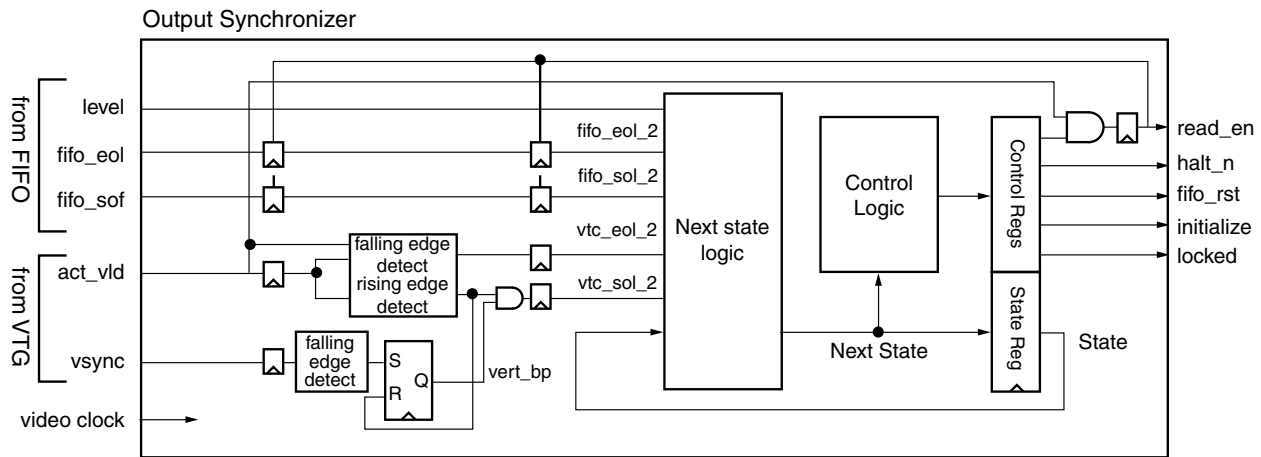 Output Synchronizer
from FIFO
level
fifo_eol
fifo_sof
from VTG
act_vld
vsync
video clock
falling edge
detect
rising edge
detect
falling
edge
detect
S
R
Q
vert_bp
fifo_eol_2
fifo_sol_2
vtc_eol_2
vtc_sol_2
Next state
logic
Control
Logic
Next State
Control Regs
State Reg
State
read_en
halt_n
fifo_rst
initialize
locked